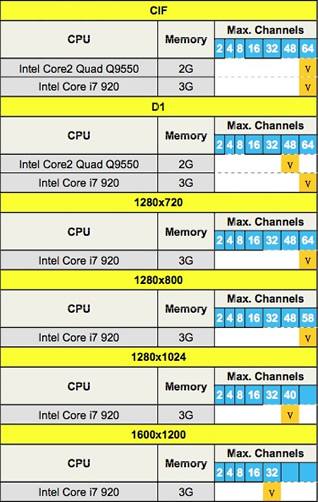 CIF
CPU Memory Max. Channels
2 4 8 16 32 48 64
Intel Core2 Quad Q9550 2G v
Intel Core i7 920 3G v
D1
CPU Memory Max. Channels
2 4 8 16 32 48 64
Intel Core2 Quad Q9550 2G v
Intel Core i7 920 3G v
1280x720
CPU Memory Max. Channels
2 4 8 16 32 48 64
Intel Core i7 920 3G v
1280x800
CPU Memory Max. Channels
2 4 8 16 32 48 58
Intel Core i7 920 3G v
1280x1024
CPU Memory Max. Channels
2 4 8 16 32 40
Intel Core i7 920 3G v
1600x1200
CPU Memory Max. Channels
2 4 8 16 32
Intel Core i7 920 3G v